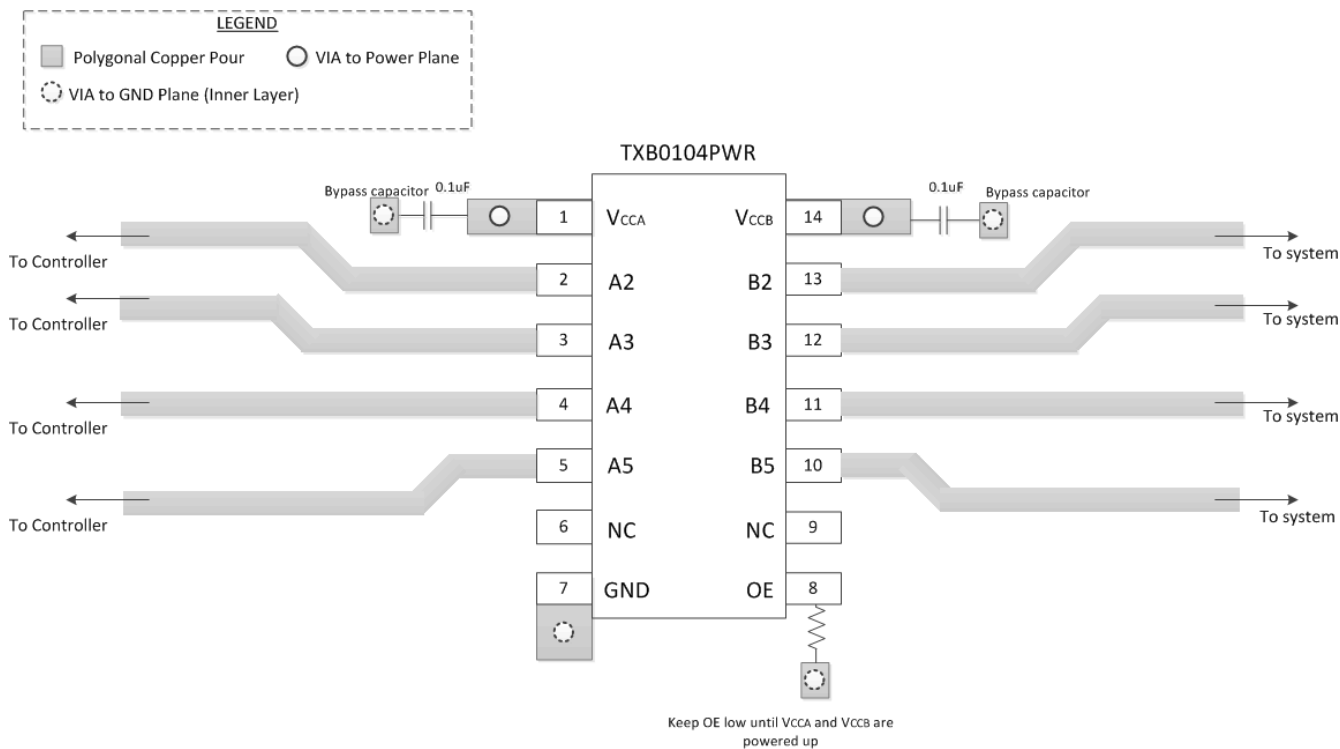 LEGEND
Polygonal Copper Pour
VIA to Power Plane
VIA to GND Plane (Inner Layer)
TXB0104PWR
Bypass capacitor
0.1uF
0.1uF
Bypass capacitor
1
VCCA
VCCB
14
To Controller
To system
2
A2
B2
13
To Controller
To system
3
A3
B3
12
To Controller
To system
4
A4
B4
11
5
A5
B5
10
To Controller
To system
6
NC
NC
9
7
GND
OE
8
Keep OE low until VCCA and VCCB are
powered up